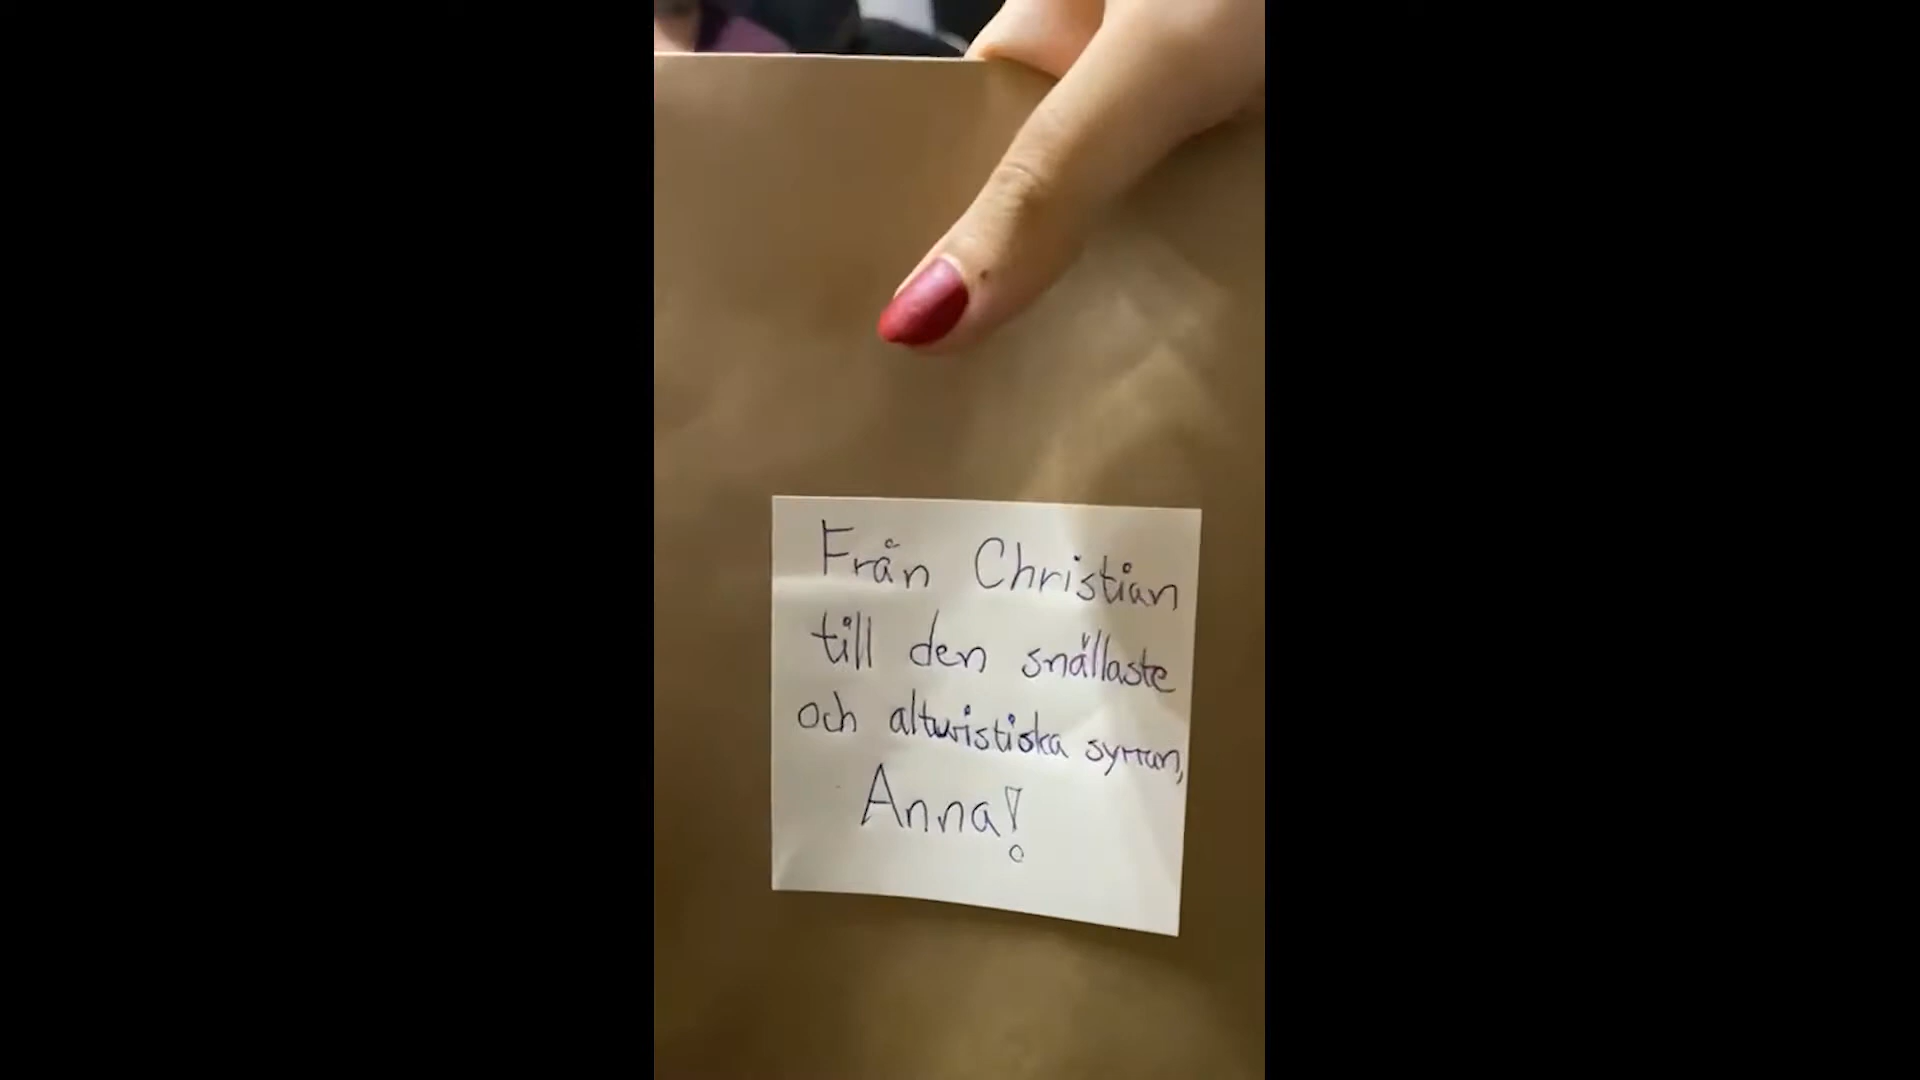 Från Christian
till den snällaste
och alturistiska syrran,
Anna!